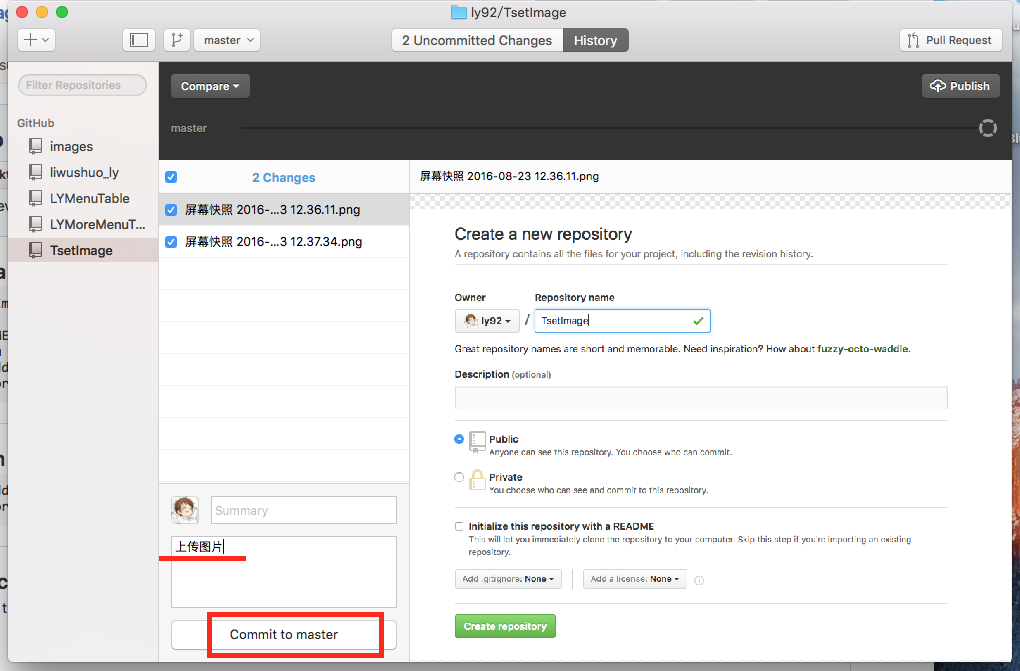 ly92/TsetImage
master
2 Uncommitted Changes
History
Pull Request
Filter Repositories
Compare
Publish
GitHub
master
images
liwushuo_ly
LYMenuTable
LYMoreMenuT...
TsetImage
2 Changes
屏幕快照 2016-...3 12.36.11.png
屏幕快照 2016-...3 12.37.34.png
屏幕快照 2016-08-23 12.36.11.png
Create a new repository
A repository contains all the files for your project, including the revision history.
Owner
Repository name
ly92
/
TsetImage
Great repository names are short and memorable. Need inspiration? How about fuzzy-octo-waddle.
Description (optional)
Public
Anyone can see this repository. You choose who can commit.
Private
You choose who can see and commit to this repository.
Initialize this repository with a README
This will let you immediately clone the repository to your computer. Skip this step if you're importing an existing
repository.
Add .gitignore: None
Add a license: None
Create repository
Summary
上传图片
Commit to master